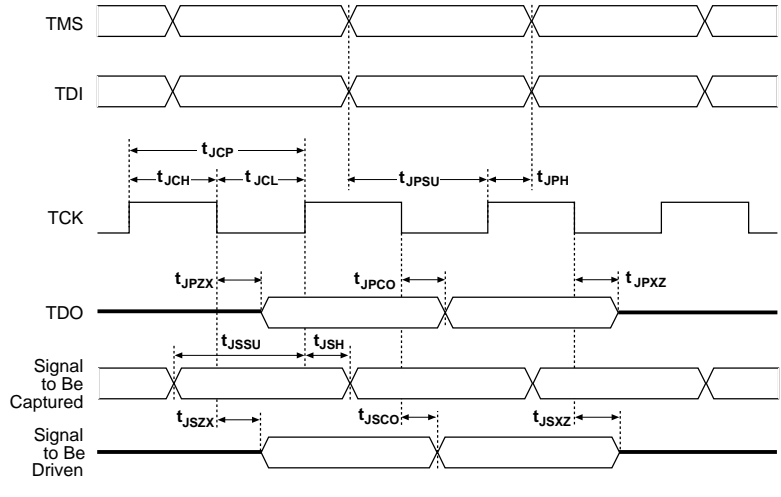 TMS
TDI
tJCP
tJCH
tJCL
tJPSU
tJPH
TCK
tJPZX
tJPCO
tJPXZ
TDO
tJSSU
tJSH
Signal
to Be
Captured
tJSZX
tJSCO
tJSXZ
Signal
to Be
Driven